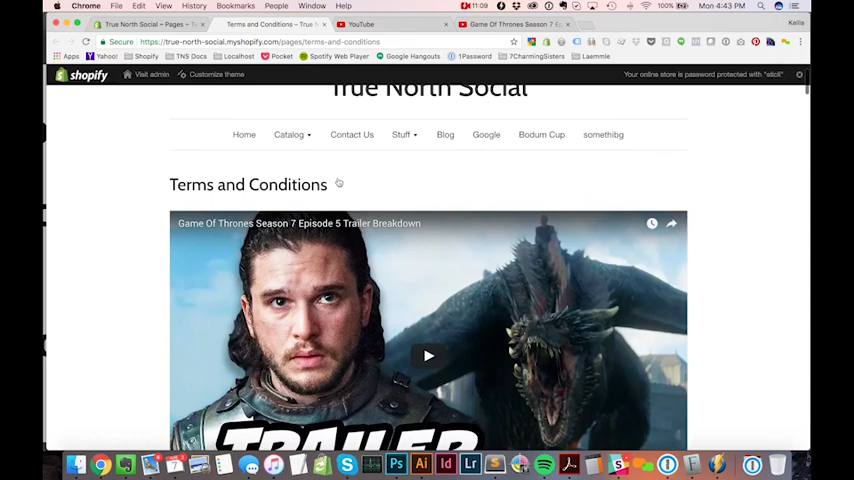 Chrome File Edit View History Bookmarks People Window Help 11:09 100% Mon 4:43 PM
True North Social ~ Pages ~ T
Terms and Conditions – True N
YouTube
Game Of Thrones Season 7 Ep
Kellis
Secure https://true-north-social.myshopify.com/pages/terms-and-conditions
Apps Yahoo! Shopify TNS Docs Localhost Pocket Spotify Web Player Google Hangouts 1Password 7CharmingSisters Laemmle
shopify Visit admin Customize theme Your online store is password protected with
True North Social
Home Catalog Contact Us Stuff Blog Google Bodum Cup somethibg
Terms and Conditions
Game Of Thrones Season 7 Episode 5 Trailer Breakdown
TRAILER